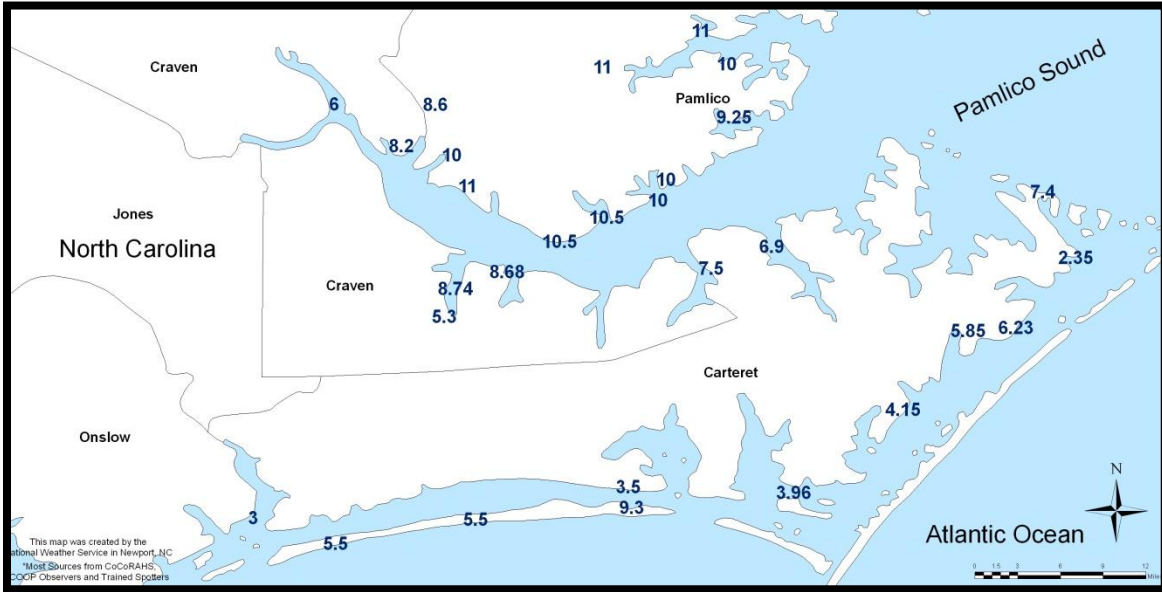 11
Craven
11
10
Pamlico Sound
6
8.6
Pamlico
9.25
8.2
10
11
10
10
7.4
Jones
10.5
North Carolina
10.5
6.9
2.35
8.68
7.5
Craven
8.74
5.3
5.85
6.23
Carteret
4.15
Onslow
N
3.5
3.96
9.3
3
5.5
5.5
Atlantic Ocean
This map was created by the
ational Weather Service in Newport, NC
*Most Sources from CoCoRAHS,
COOP Observers and Trained Spotters
0 1.5 3 6 9 12
Mile